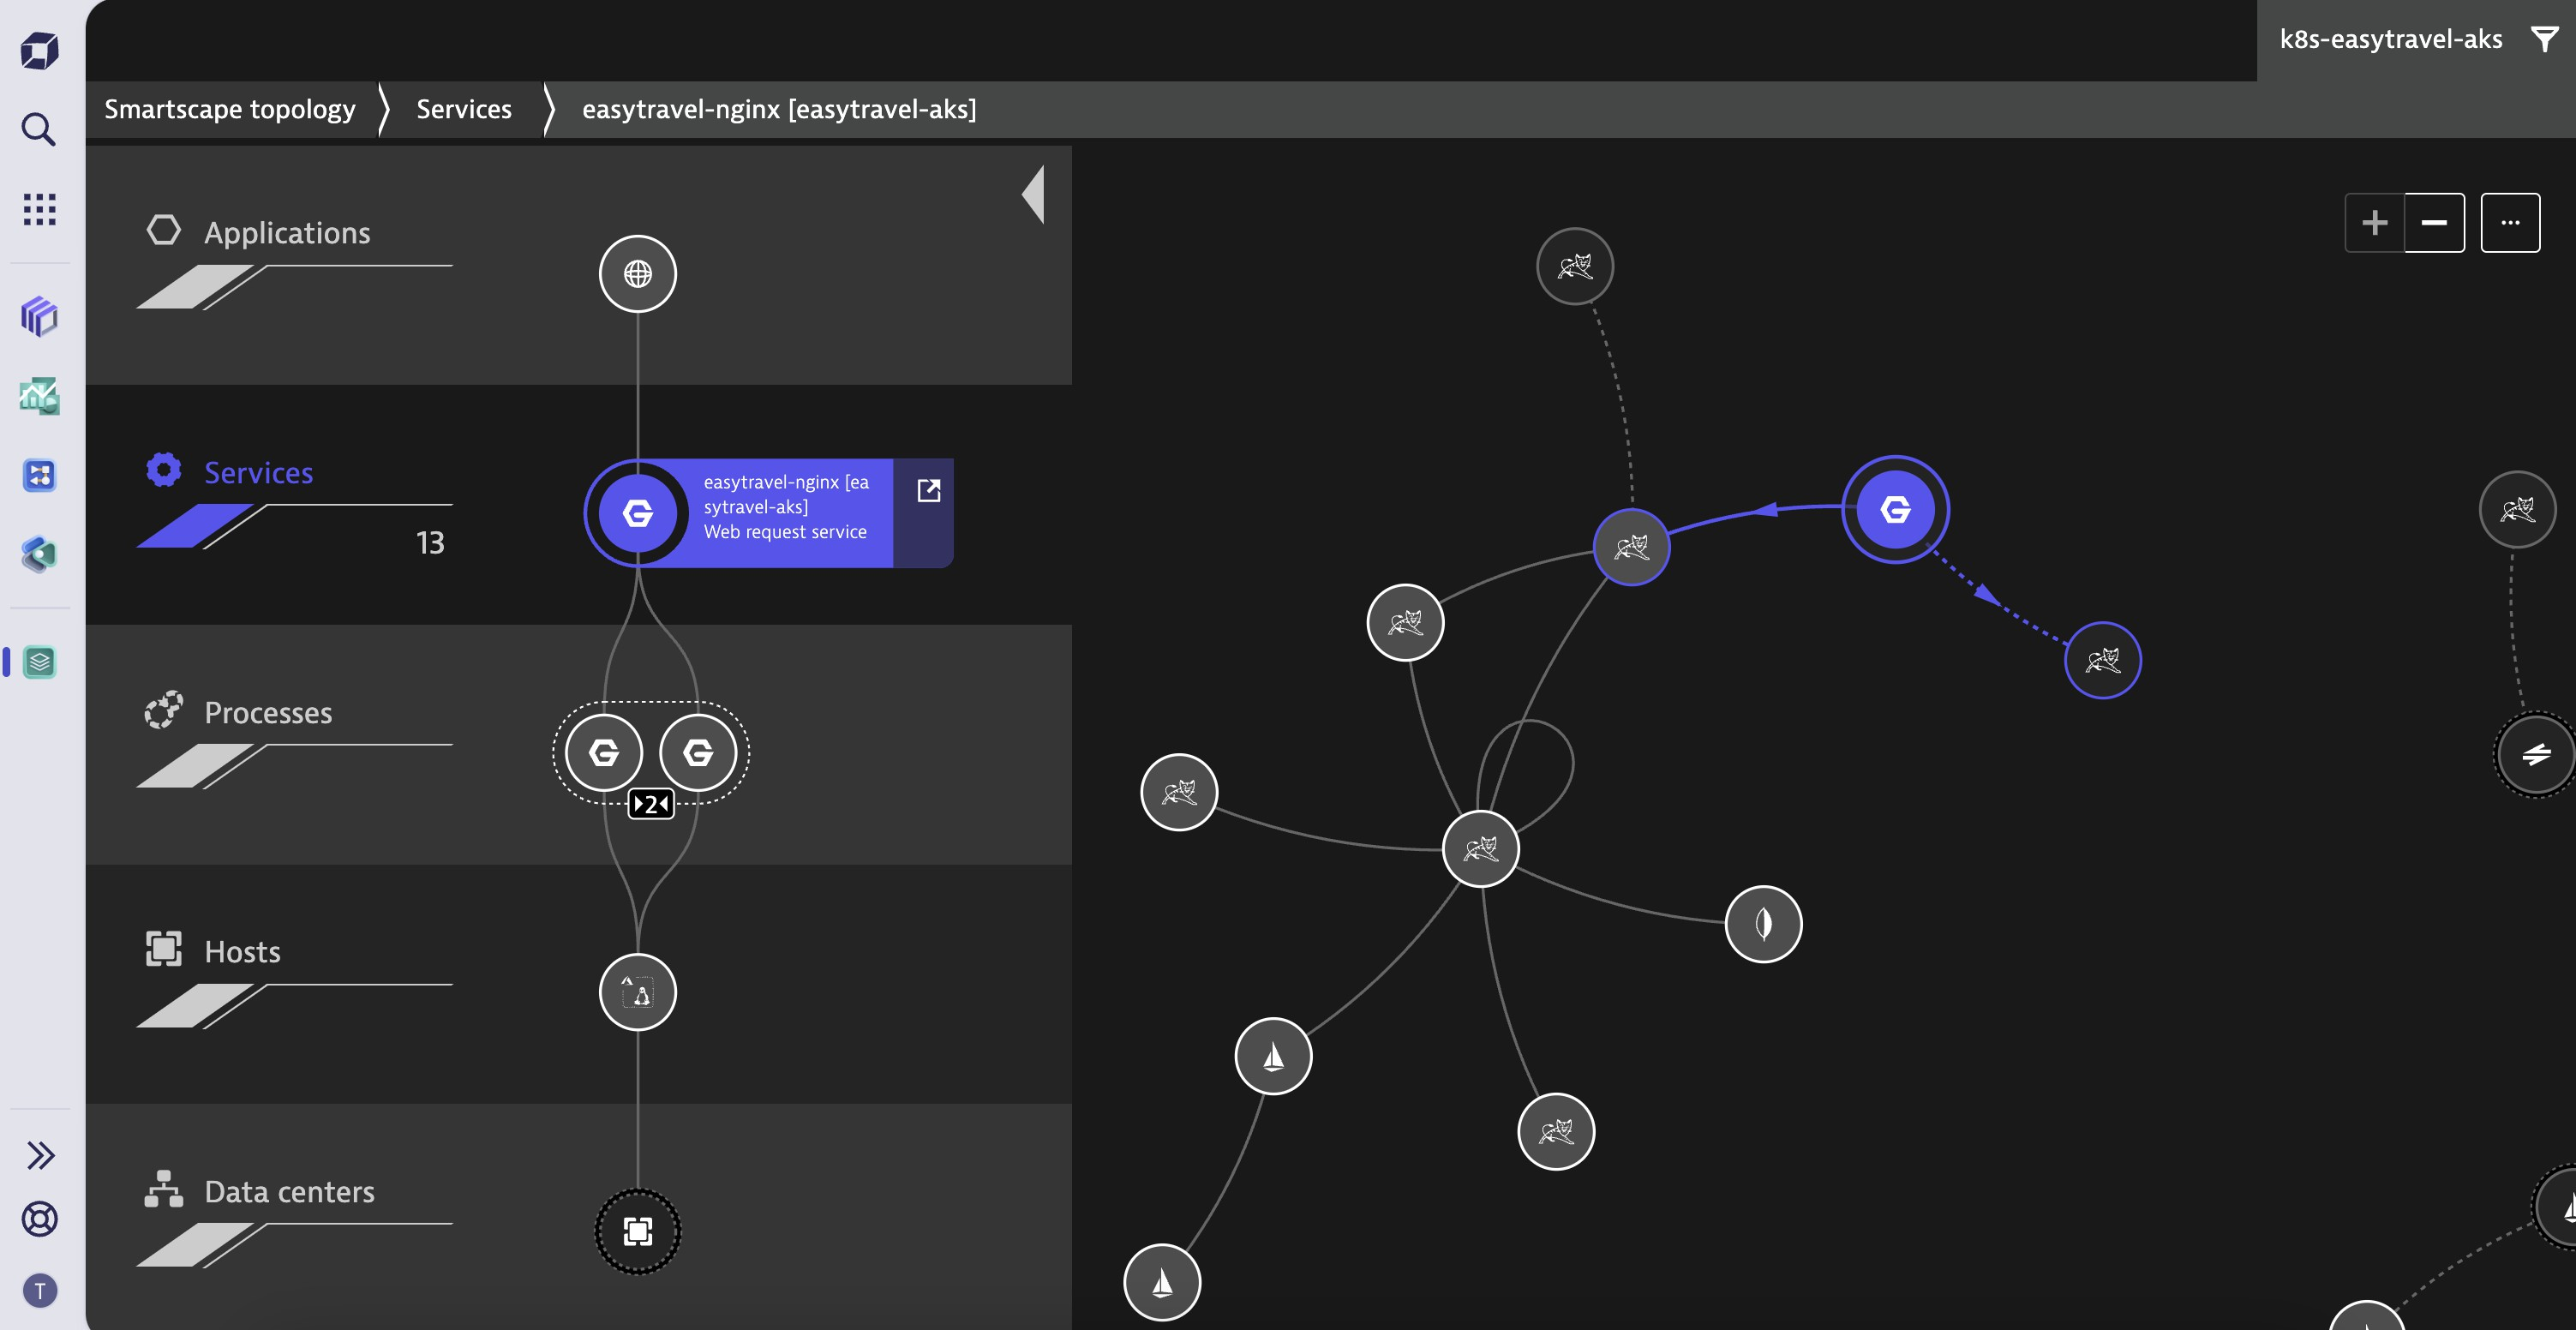 k8s-easytravel-aks
Smartscape topology
Services
easytravel-nginx [easytravel-aks]
Applications
Services
13
easytravel-nginx [ea
sytravel-aks]
Web request service
Processes
2
Hosts
Data centers
T